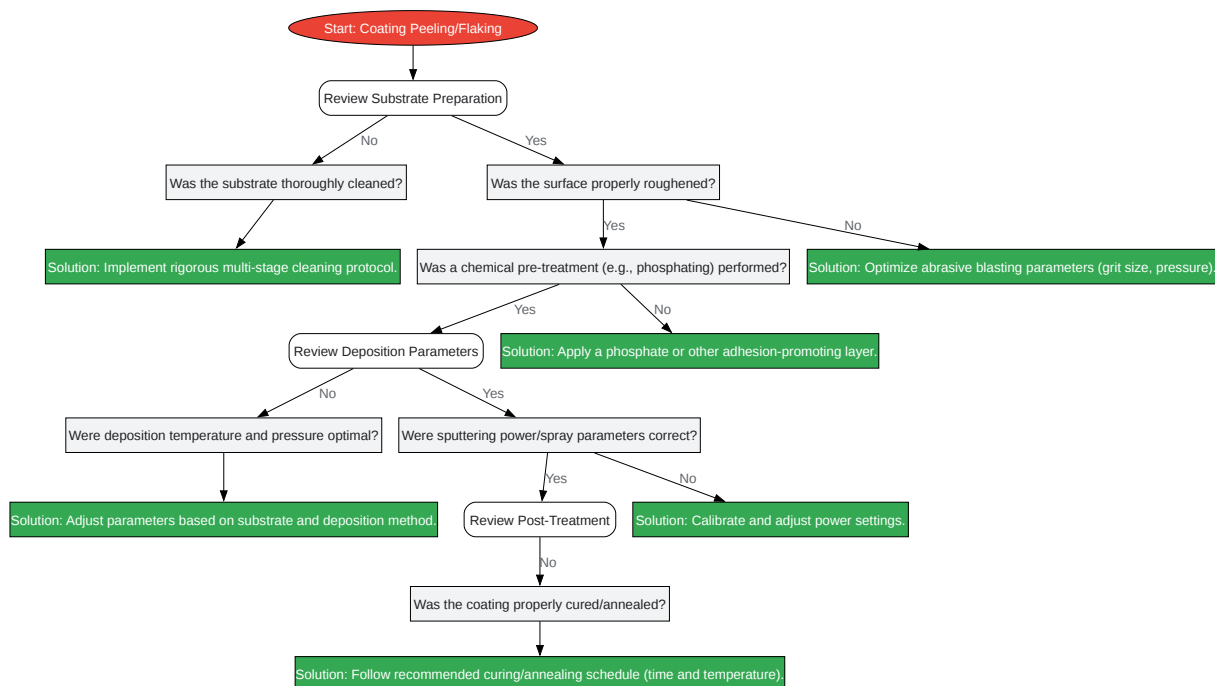 Start: Coating Peeling/Flaking
Review Substrate Preparation
No
Yes
Was the substrate thoroughly cleaned?
Was the surface properly roughened?
Yes
No
Solution: Implement rigorous multi-stage cleaning protocol.
Was a chemical pre-treatment (e.g., phosphating) performed?
Solution: Optimize abrasive blasting parameters (grit size, pressure).
Yes
No
Review Deposition Parameters
Solution: Apply a phosphate or other adhesion-promoting layer.
No
Yes
Were deposition temperature and pressure optimal?
Were sputtering power/spray parameters correct?
Yes
No
Solution: Adjust parameters based on substrate and deposition method.
Review Post-Treatment
Solution: Calibrate and adjust power settings.
No
Was the coating properly cured/annealed?
Solution: Follow recommended curing/annealing schedule (time and temperature).